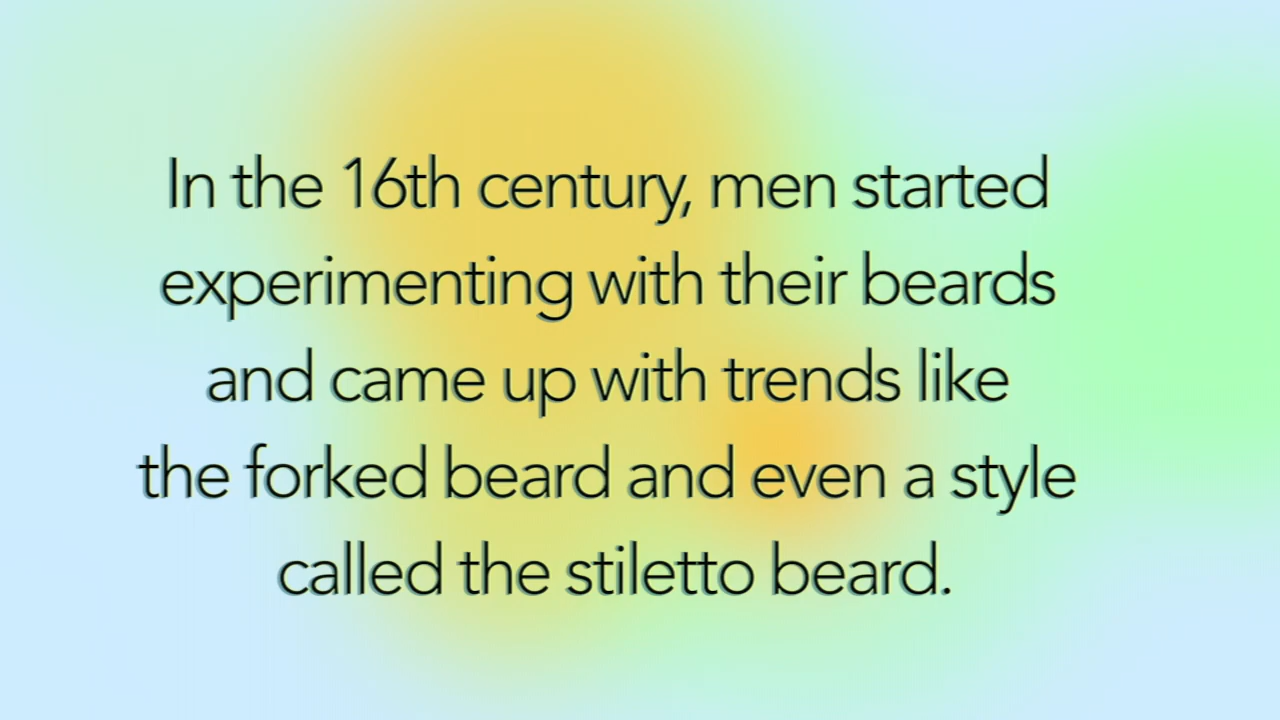 In the 16th century, men started
experimenting with their beards
and came up with trends like
the forked beard and even a style
called the stiletto beard.